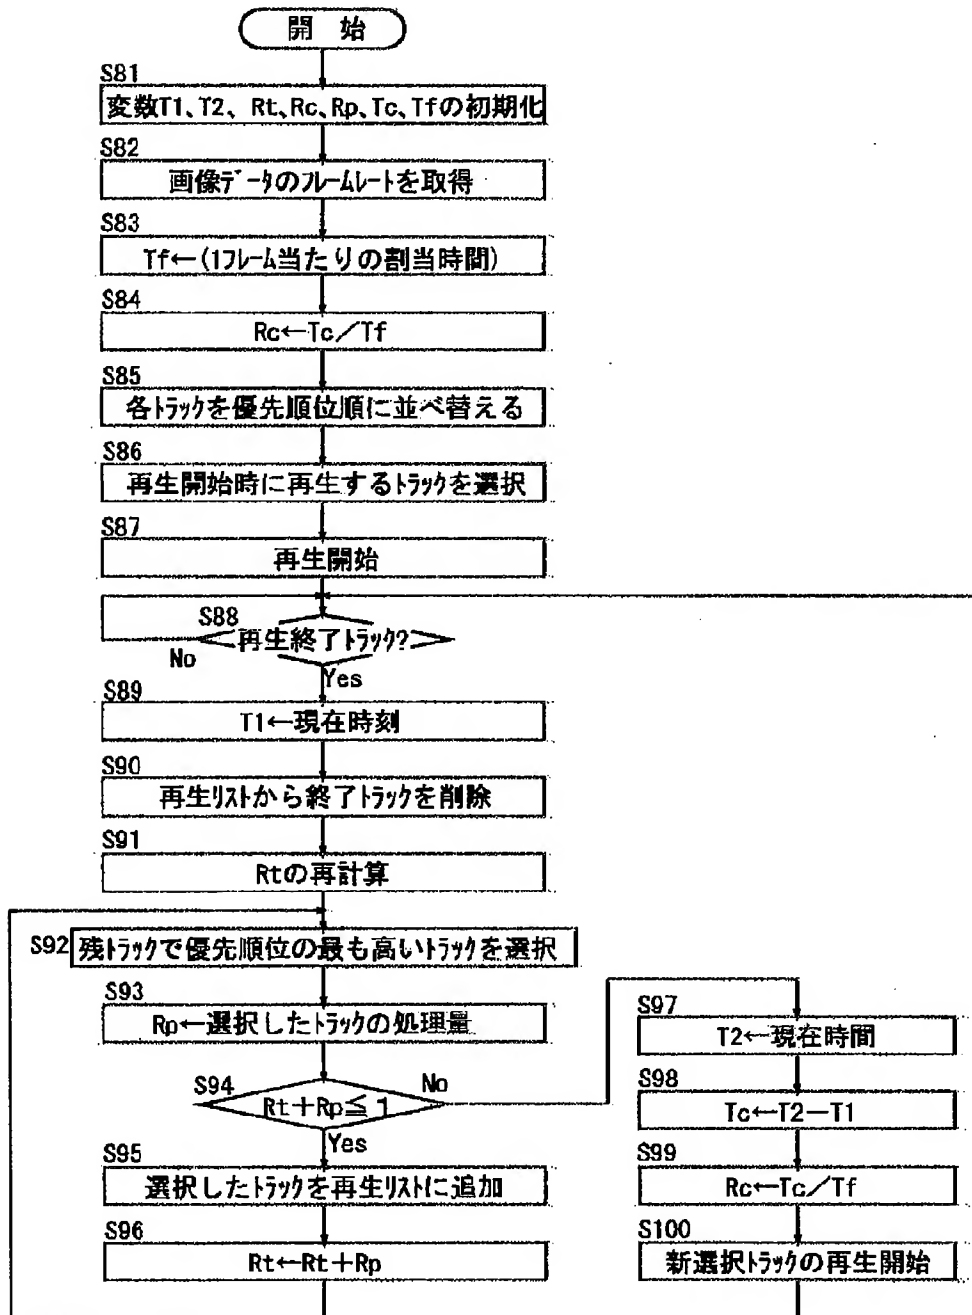 開 始
S81
変数T1、T2、Rt、Rc、Rp、Tc、Tfの初期化
S82
画像ﾃﾞｰﾀのﾌﾚｰﾑﾚｰﾄを取得
S83
Tf←(1ﾌﾚｰﾑ当たりの割当時間)
S84
Rc←Tc／Tf
S85
各ﾄﾗｯｸを優先順位順に並べ替える
S86
再生開始時に再生するﾄﾗｯｸを選択
S87
再生開始
S88
再生終了ﾄﾗｯｸ?
No
Yes
S89
T1←現在時刻
S90
再生ﾘｽﾄから終了ﾄﾗｯｸを削除
S91
Rtの再計算
S92
残ﾄﾗｯｸで優先順位の最も高いﾄﾗｯｸを選択
S93
Rp←選択したﾄﾗｯｸの処理量
S94
Rt＋Rp≦1
No
Yes
S95
選択したﾄﾗｯｸを再生ﾘｽﾄに追加
S96
Rt←Rt＋Rp
S97
T2←現在時間
S98
Tc←T2－T1
S99
Rc←Tc／Tf
S100
新選択ﾄﾗｯｸの再生開始